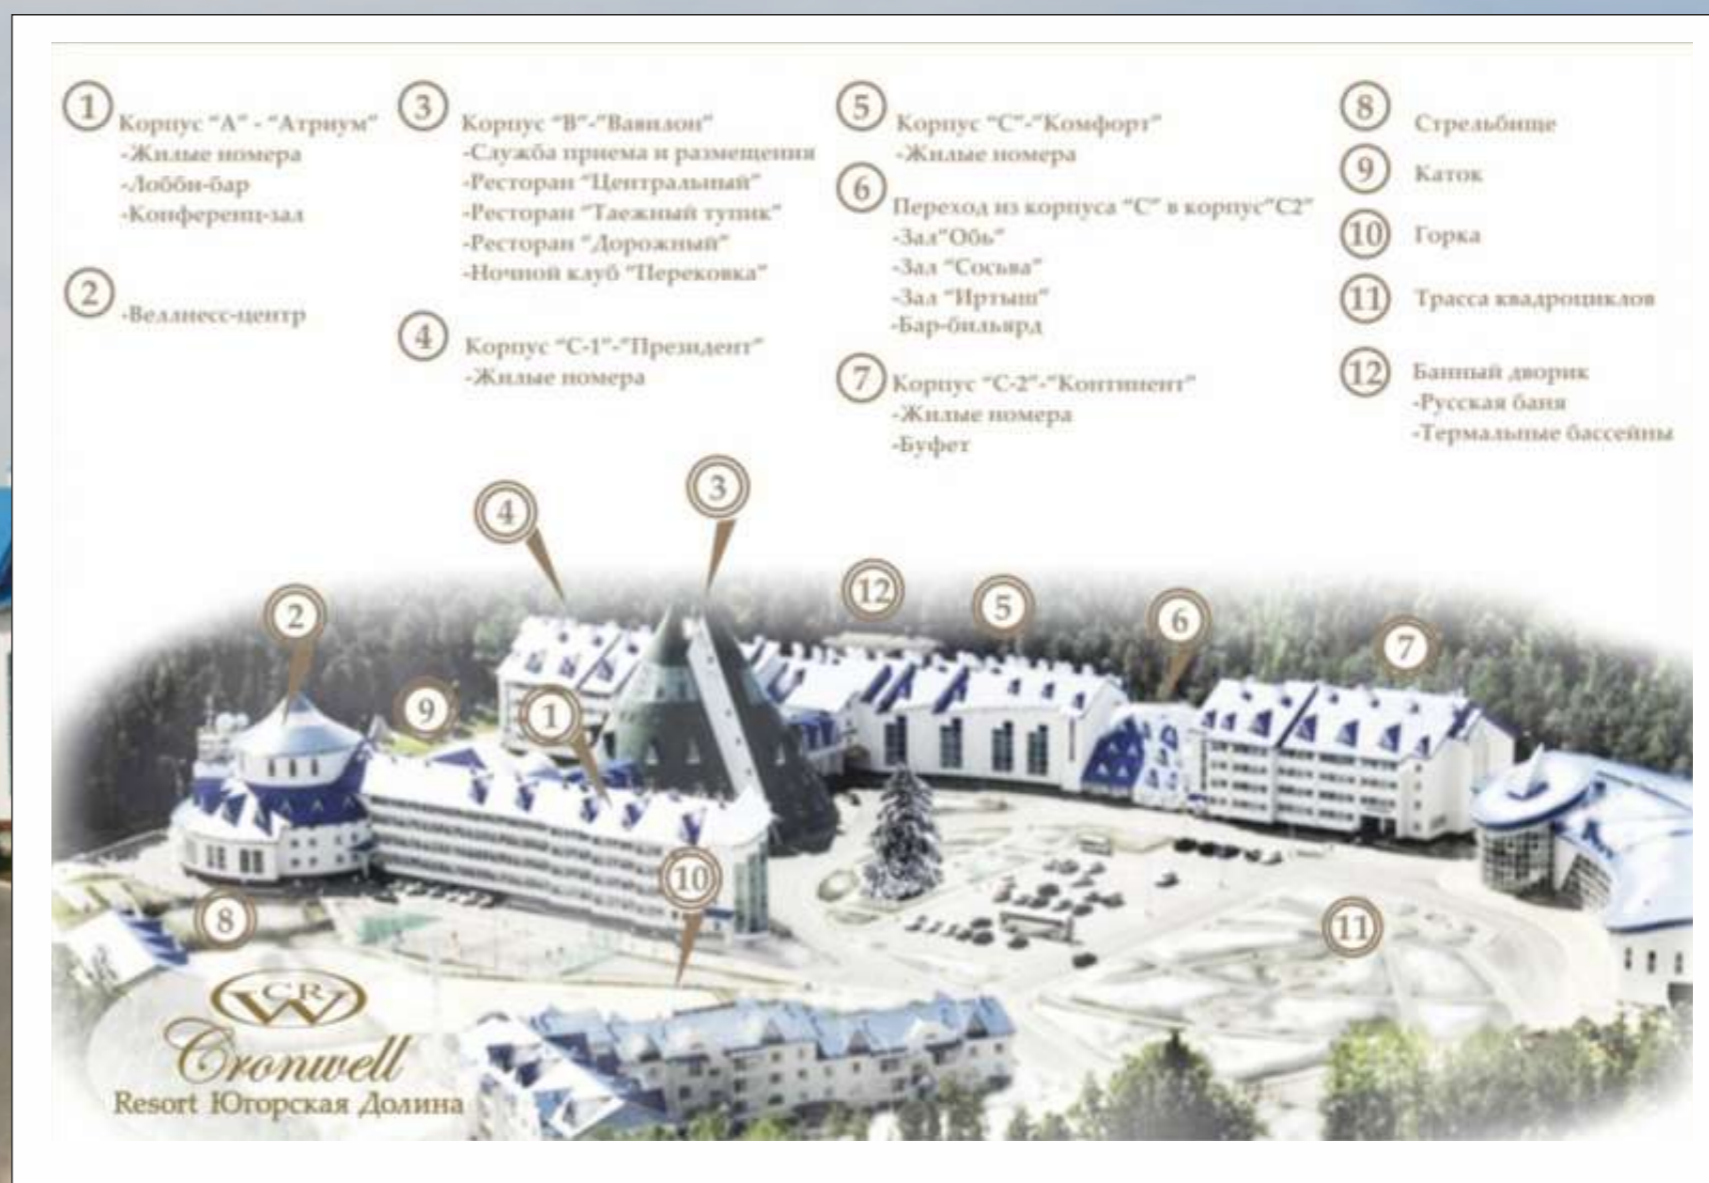 1
Корпус "А" - "Атриум"
-Жилые номера
-Лобби-бар
-Конференц-зал
2
-Веллнесс-центр
3
Корпус "В"-"Вавилон"
-Служба приема и размещения
-Ресторан "Центральный"
-Ресторан "Таежный тупик"
-Ресторан "Дорожный"
-Ночной клуб "Перековка"
4
Корпус "С-1"-"Президент"
-Жилые номера
5
Корпус "С"-"Комфорт"
-Жилые номера
6
Переход из корпуса "С" в корпус"С2"
-Зал"Обь"
-Зал "Сосьва"
-Зал "Иртыш"
-Бар-бильярд
7
Корпус "С-2"-"Континент"
-Жилые номера
-Буфет
8
Стрельбище
9
Каток
10
Горка
11
Трасса квадроциклов
12
Банный дворик
-Русская баня
-Термальные бассейны
3
4
12
5
6
2
7
9
1
10
8
11
CRW
Cronwell
Resort Югорская Долина